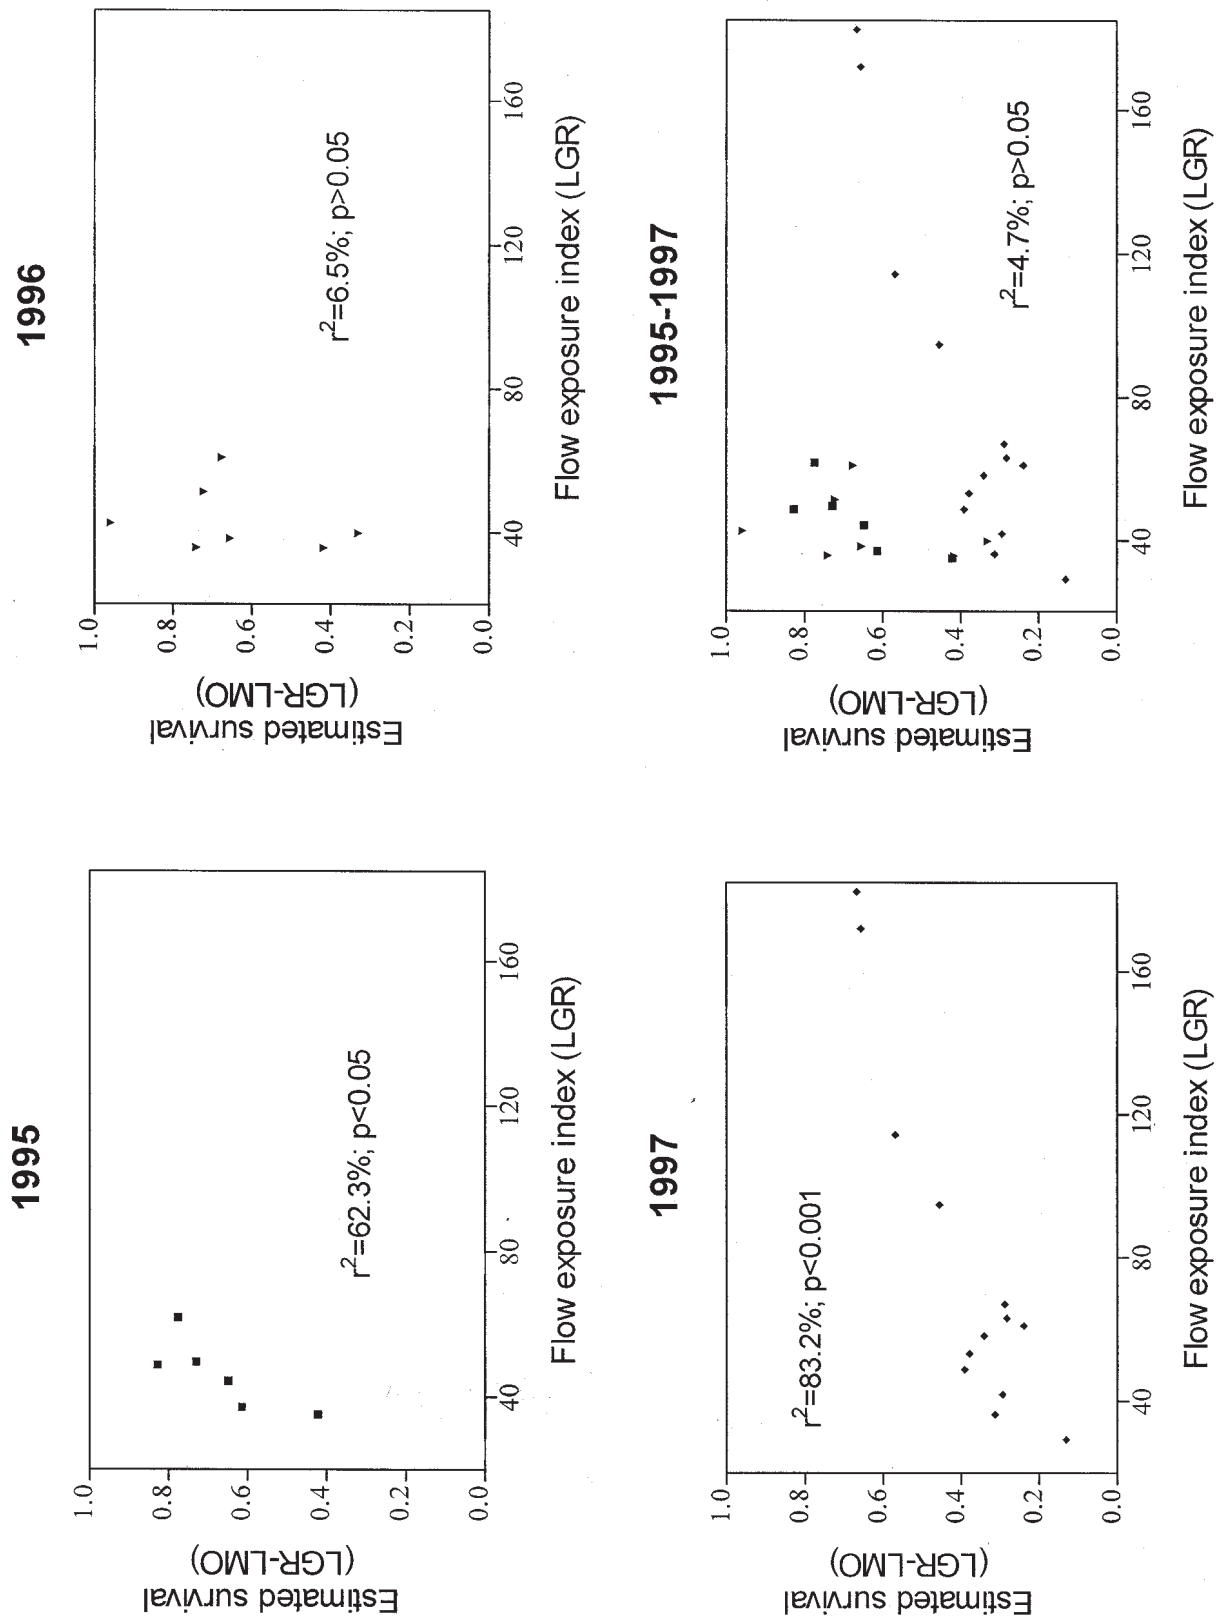 1995
Estimated survival
(LGR-LMO)
1.0
0.8
0.6
0.4
0.2
0.0
r²=62.3%; p<0.05
40
80
120
160
Flow exposure index (LGR)
1996
Estimated survival
(LGR-LMO)
1.0
0.8
0.6
0.4
0.2
0.0
r²=6.5%; p>0.05
40
80
120
160
Flow exposure index (LGR)
1997
Estimated survival
(LGR-LMO)
1.0
0.8
0.6
0.4
0.2
0.0
r²=83.2%; p<0.001
40
80
120
160
Flow exposure index (LGR)
1995-1997
Estimated survival
(LGR-LMO)
1.0
0.8
0.6
0.4
0.2
0.0
r²=4.7%; p>0.05
40
80
120
160
Flow exposure index (LGR)